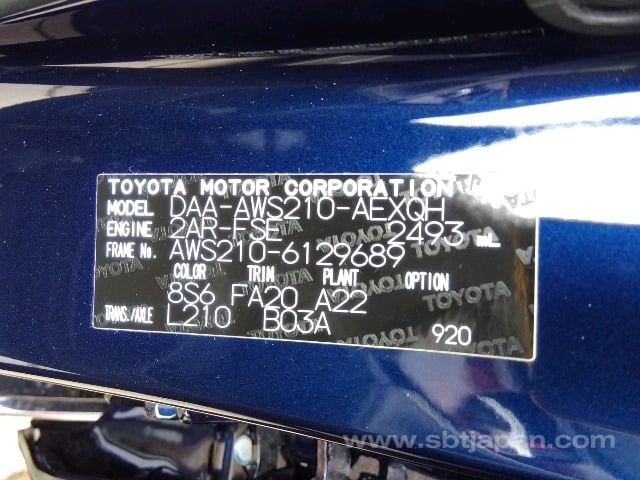 TOYOTA MOTOR CORPORATION
MODEL DAA-AWS210-AEXQH
ENGINE 2AR-FSE 2493 mL
FRAME No. AWS210-6129689
COLOR TRIM PLANT OPTION
8S6 FA20 A22
TRANS./AXLE L210 B03A 920
www.sbtjapan.com